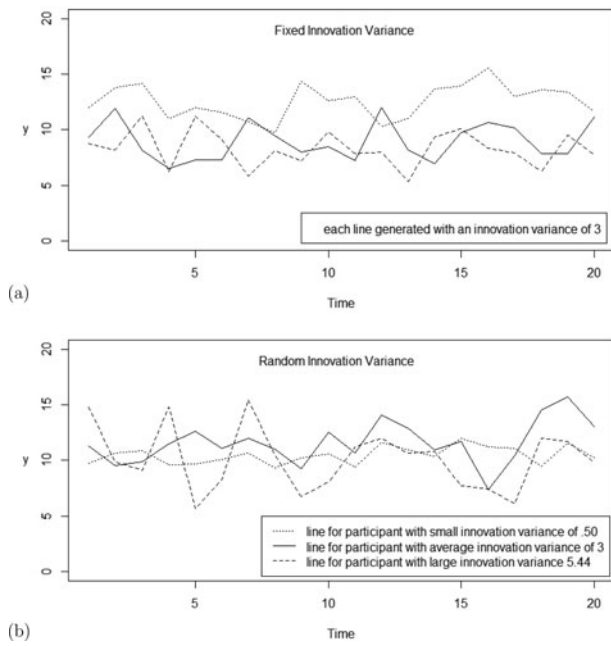 Fixed Innovation Variance
20
15
10
5
0
y
each line generated with an innovation variance of 3
5
10
15
20
Time
(a)
Random Innovation Variance
20
15
10
5
0
y
line for participant with small innovation variance of .50
line for participant with average innovation variance of 3
line for participant with large innovation variance 5.44
5
10
15
20
Time
(b)